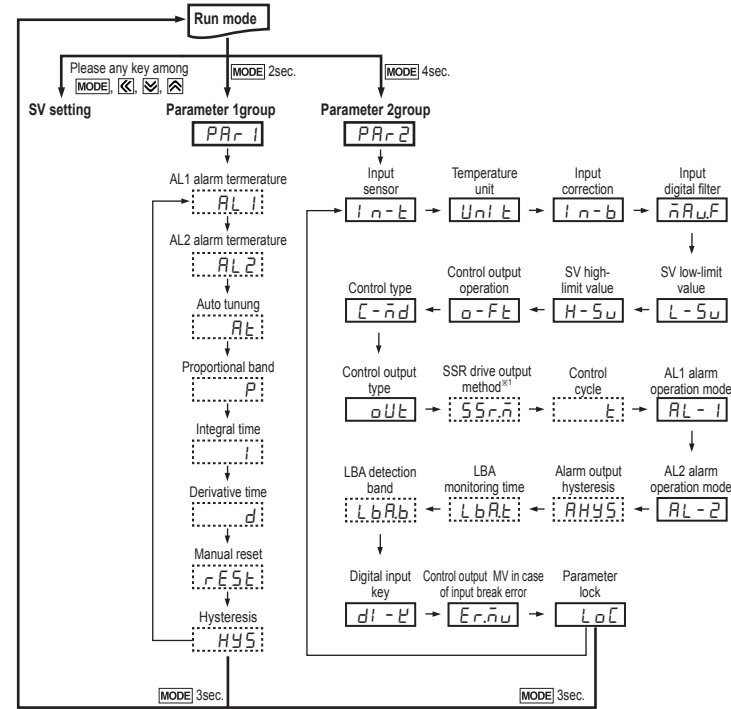 Run mode
Please any key among
MODE, «, ≫, ≪
MODE 2sec.
MODE 4sec.
SV setting
Parameter 1group
Parameter 2group
PAr1
PAr2
AL1 alarm termerature
AL1
AL2 alarm termerature
AL2
Auto tunung
At
Proportional band
P
Integral time
I
Derivative time
d
Manual reset
rESt
Hysteresis
HYS
Input
sensor
In-t
Temperature
unit
UnIt
Input
correction
In-b
Input
digital filter
mAv.F
Control type
C-md
Control output
operation
o-Ft
SV high-
limit value
H-Sv
SV low-limit
value
L-Sv
Control output
type
oUt
SSR drive output
method※1
SSr.m
Control
cycle
t
AL1 alarm
operation mode
AL-1
LBA detection
band
LbA.b
LBA
monitoring time
LbA.t
Alarm output
hysteresis
AHYS
AL2 alarm
operation mode
AL-2
Digital input
key
dI-K
Control output MV in case
of input break error
Er.mv
Parameter
lock
LoC
MODE 3sec.
MODE 3sec.